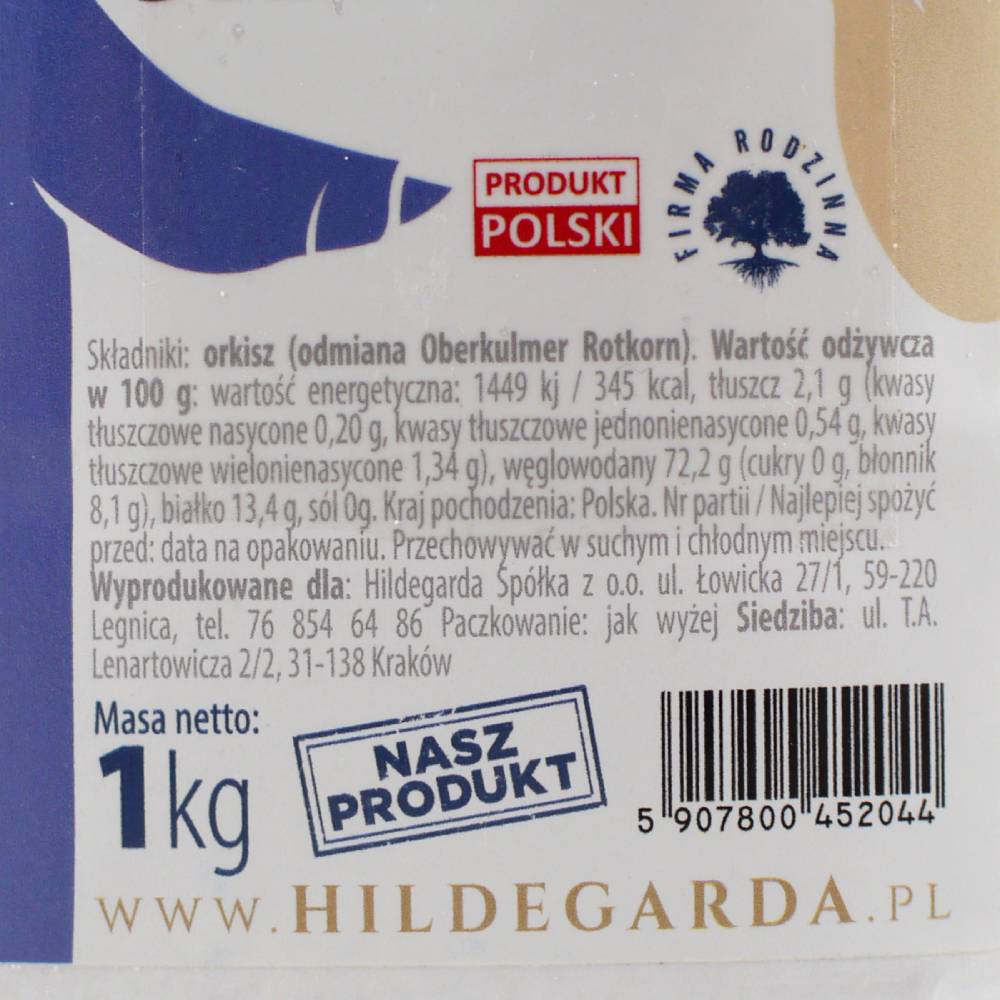 PRODUKT
POLSKI
FIRMA RODZINNA
Składniki: orkisz (odmiana Oberkulmer Rotkorn). Wartość odżywcza
w 100 g: wartość energetyczna: 1449 kj / 345 kcal, tłuszcz 2,1 g (kwasy
tłuszczowe nasycone 0,20 g, kwasy tłuszczowe jednonienasycone 0,54 g, kwasy
tłuszczowe wielonienasycone 1,34 g), węglowodany 72,2 g (cukry 0 g, błonnik
8,1 g), białko 13,4 g, sól 0g. Kraj pochodzenia: Polska. Nr partii / Najlepiej spożyć
przed: data na opakowaniu. Przechowywać w suchym i chłodnym miejscu.
Wyprodukowane dla: Hildegarda Spółka z o.o. ul. Łowicka 27/1, 59-220
Legnica, tel. 76 854 64 86 Paczkowanie: jak wyżej Siedziba: ul. T.A.
Lenartowicza 2/2, 31-138 Kraków
Masa netto:
1kg
NASZ
PRODUKT
5 907800 452044
WWW.HILDEGARDA.PL